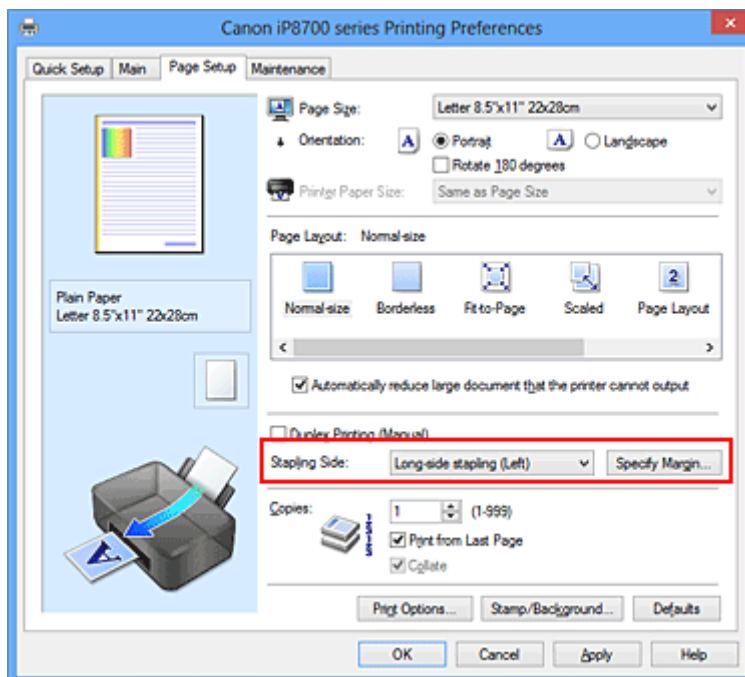 Canon iP8700 series Printing Preferences
Quick Setup Main Page Setup Maintenance
Page Size: Letter 8.5"x11" 22x28cm
Orientation: A Portrait A Landscape
Rotate 180 degrees
Printer Paper Size: Same as Page Size
Page Layout: Normal-size
2
Normal-size Borderless Fit-to-Page Scaled Page Layout
Plain Paper
Letter 8.5"x11" 22x28cm
Automatically reduce large document that the printer cannot output
Duplex Printing (Manual)
Stapling Side: Long-side stapling (Left) Specify Margin...
Copies: 1 (1-999)
Print from Last Page
Collate
A
Print Options... Stamp/Background... Defaults
OK Cancel Apply Help